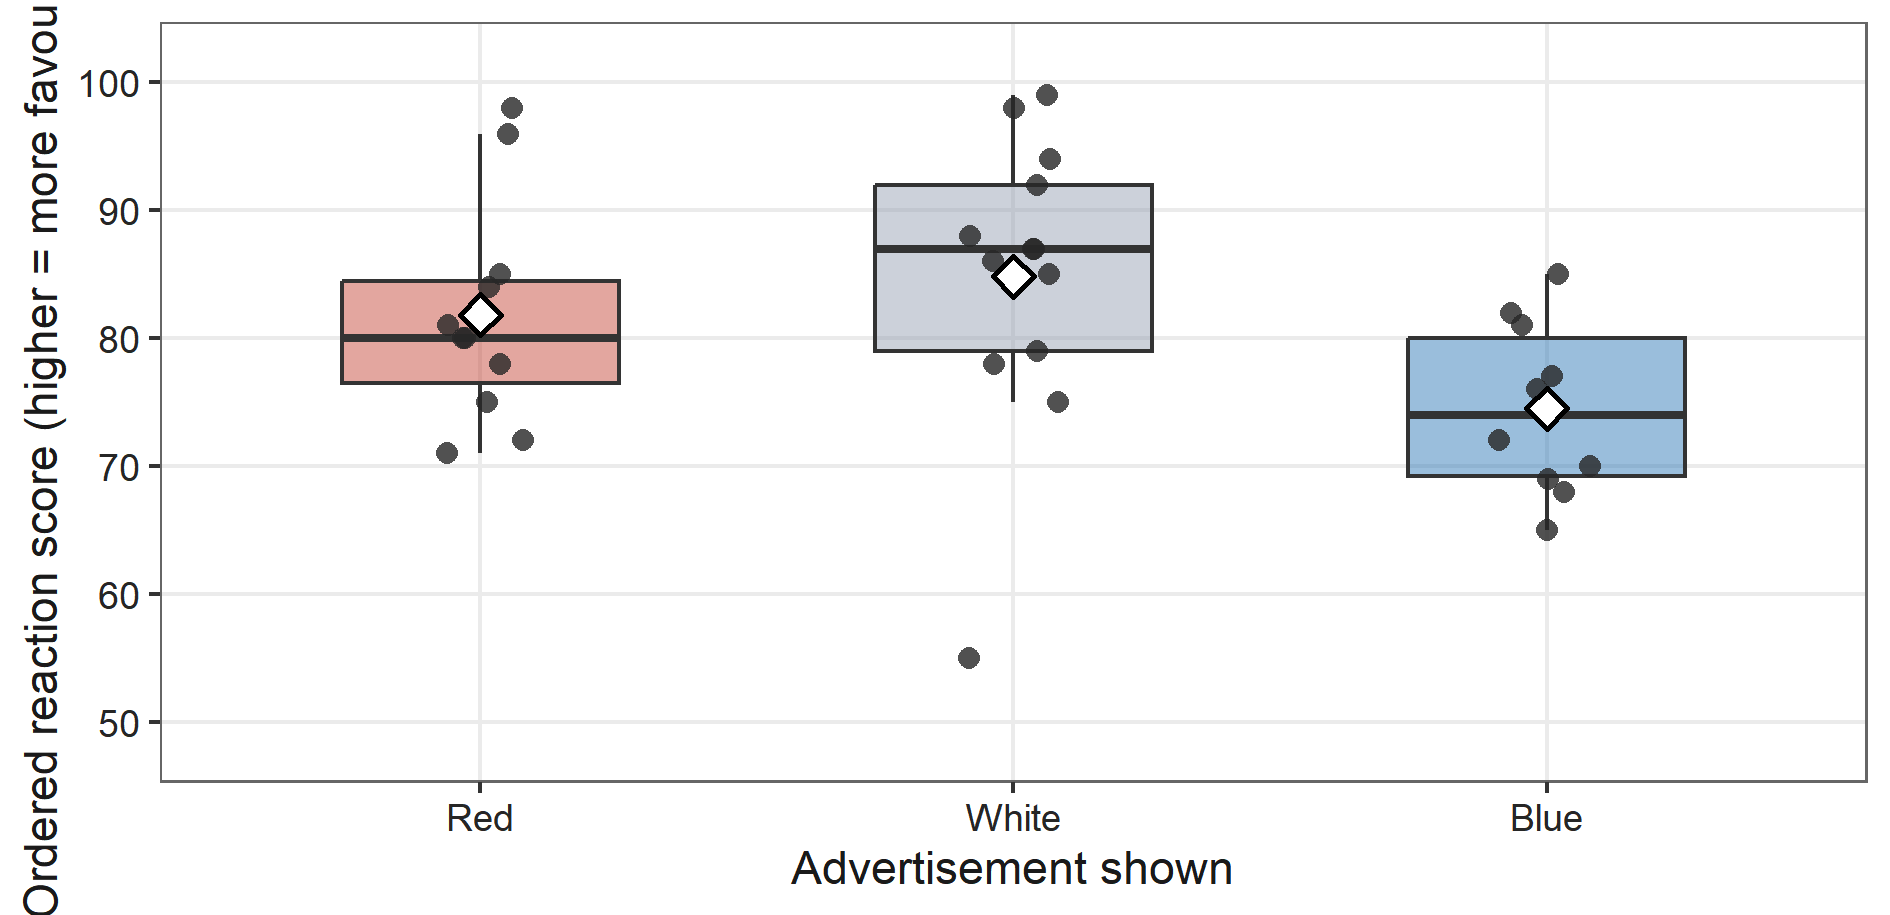 Ordered reaction score (higher = more favou
100
90
80
70
60
50
Red
White
Blue
Advertisement shown